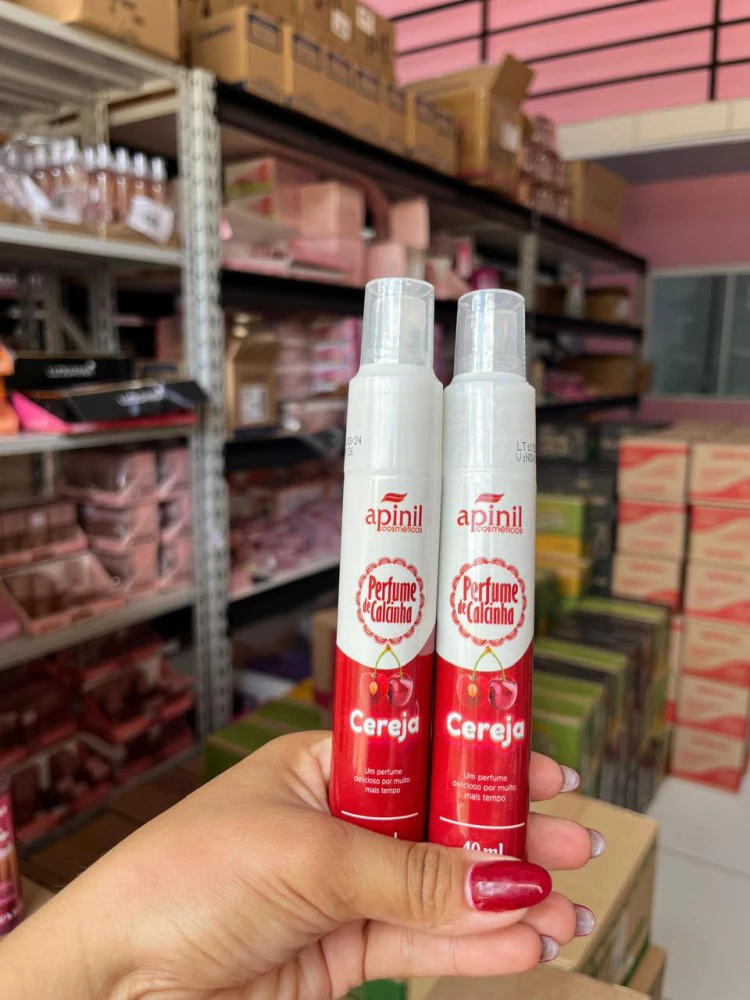 apinil
cosméticos
Perfume
de Calcinha
Cereja
Um perfume
delicioso por muito
mais tempo
apinil
cosméticos
Perfume
de Calcinha
Cereja
Um perfume
delicioso por muito
mais tempo
40 ml